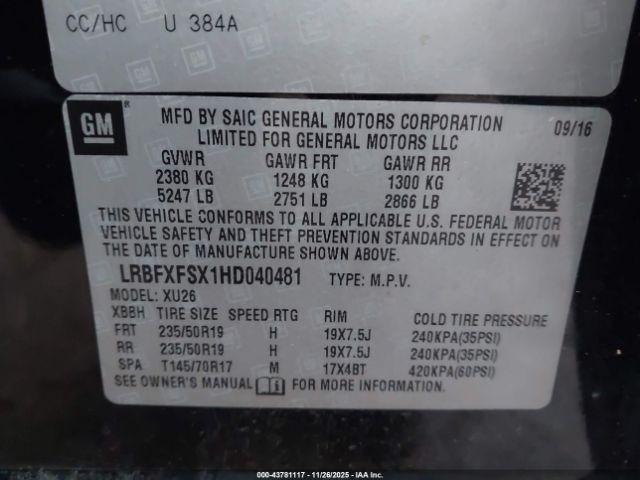 CC/HC U 384A
GM
GM ®
MFD BY SAIC GENERAL MOTORS CORPORATION
LIMITED FOR GENERAL MOTORS LLC
09/16
GVWR GAWR FRT GAWR RR
2380 KG 1248 KG 1300 KG
5247 LB 2751 LB 2866 LB
THIS VEHICLE CONFORMS TO ALL APPLICABLE U.S. FEDERAL MOTOR
VEHICLE SAFETY AND THEFT PREVENTION STANDARDS IN EFFECT ON
THE DATE OF MANUFACTURE SHOWN ABOVE.
LRBFXFSX1HD040481 TYPE: M.P.V.
MODEL: XU26
XBBH TIRE SIZE SPEED RTG RIM COLD TIRE PRESSURE
FRT 235/50R19 H 19X7.5J 240KPA(35PSI)
RR 235/50R19 H 19X7.5J 240KPA(35PSI)
SPA T145/70R17 M 17X4BT 420KPA(60PSI)
SEE OWNER'S MANUAL FOR MORE INFORMATION.
000-43781117 - 11/26/2025 - IAA, Inc.